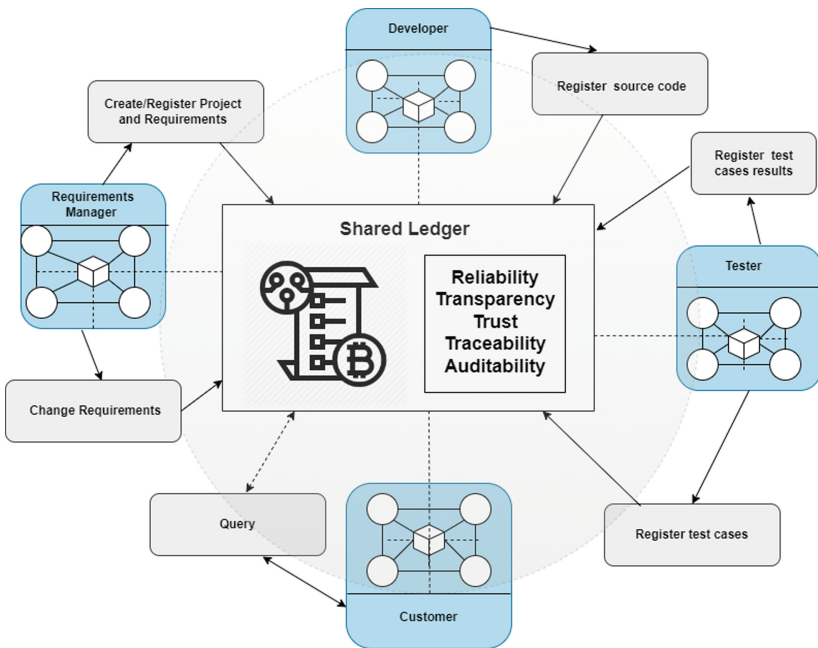 Developer
Register source code
Create/Register Project
and Requirements
Register test
cases results
Requirements
Manager
Shared Ledger
Reliability
Transparency
Trust
Traceability
Auditability
Tester
Change Requirements
Query
Register test cases
Customer